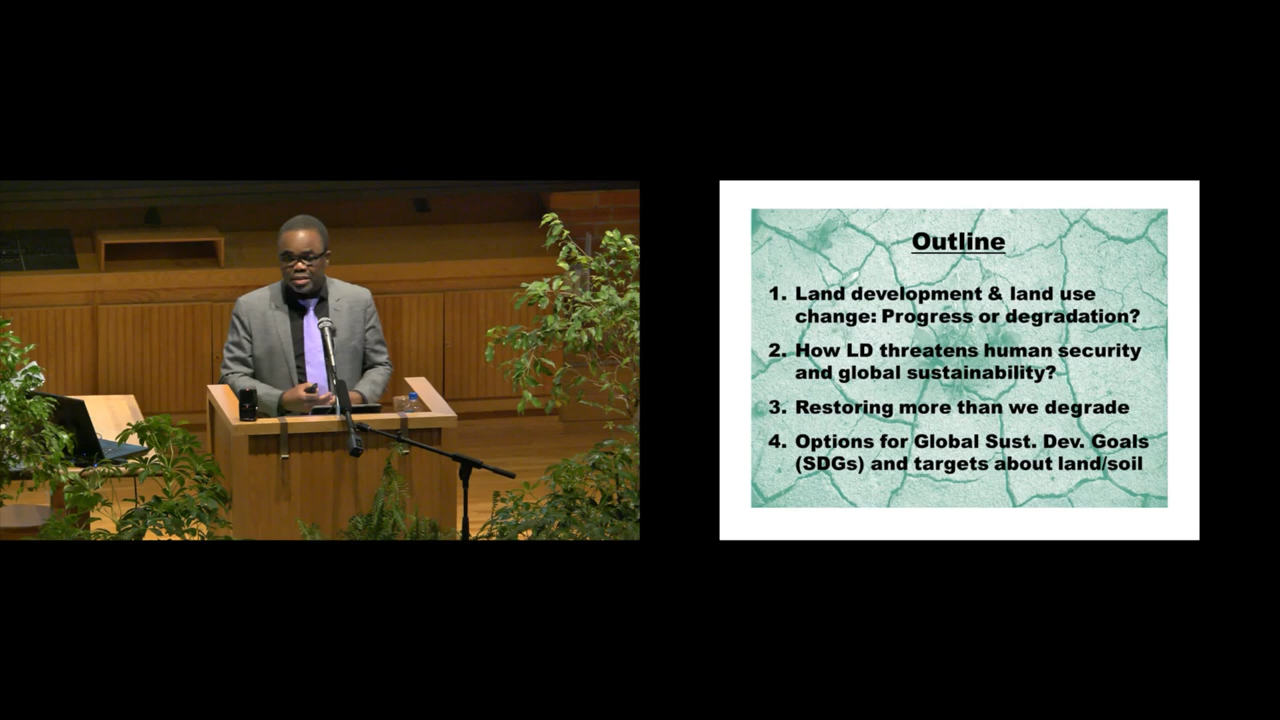 Outline
1. Land development & land use
change: Progress or degradation?
2. How LD threatens human security
and global sustainability?
3. Restoring more than we degrade
4. Options for Global Sust. Dev. Goals
(SDGs) and targets about land/soil